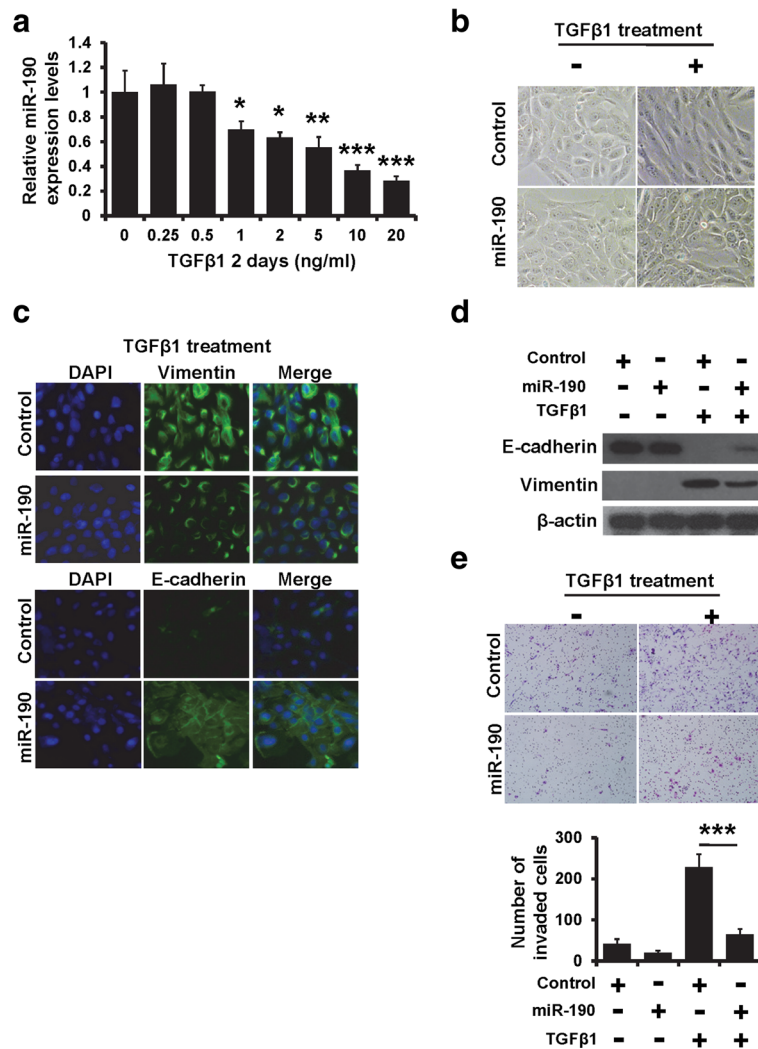 a
Relative miR-190
expression levels
1.4
1.2
1
0.8
0.6
0.4
0.2
0
* * ** *** ***
0 0.25 0.5 1 2 5 10 20
TGFβ1 2 days (ng/ml)
b
TGFβ1 treatment
- +
Control
miR-190
c
TGFβ1 treatment
DAPI Vimentin Merge
Control
miR-190
DAPI E-cadherin Merge
Control
miR-190
d
Control + - + -
miR-190 - + - +
TGFβ1 - - + +
E-cadherin
Vimentin
β-actin
e
TGFβ1 treatment
- +
Control
miR-190
Number of
invaded cells
300
200
100
0
***
Control + - + -
miR-190 - + - +
TGFβ1 - - + +